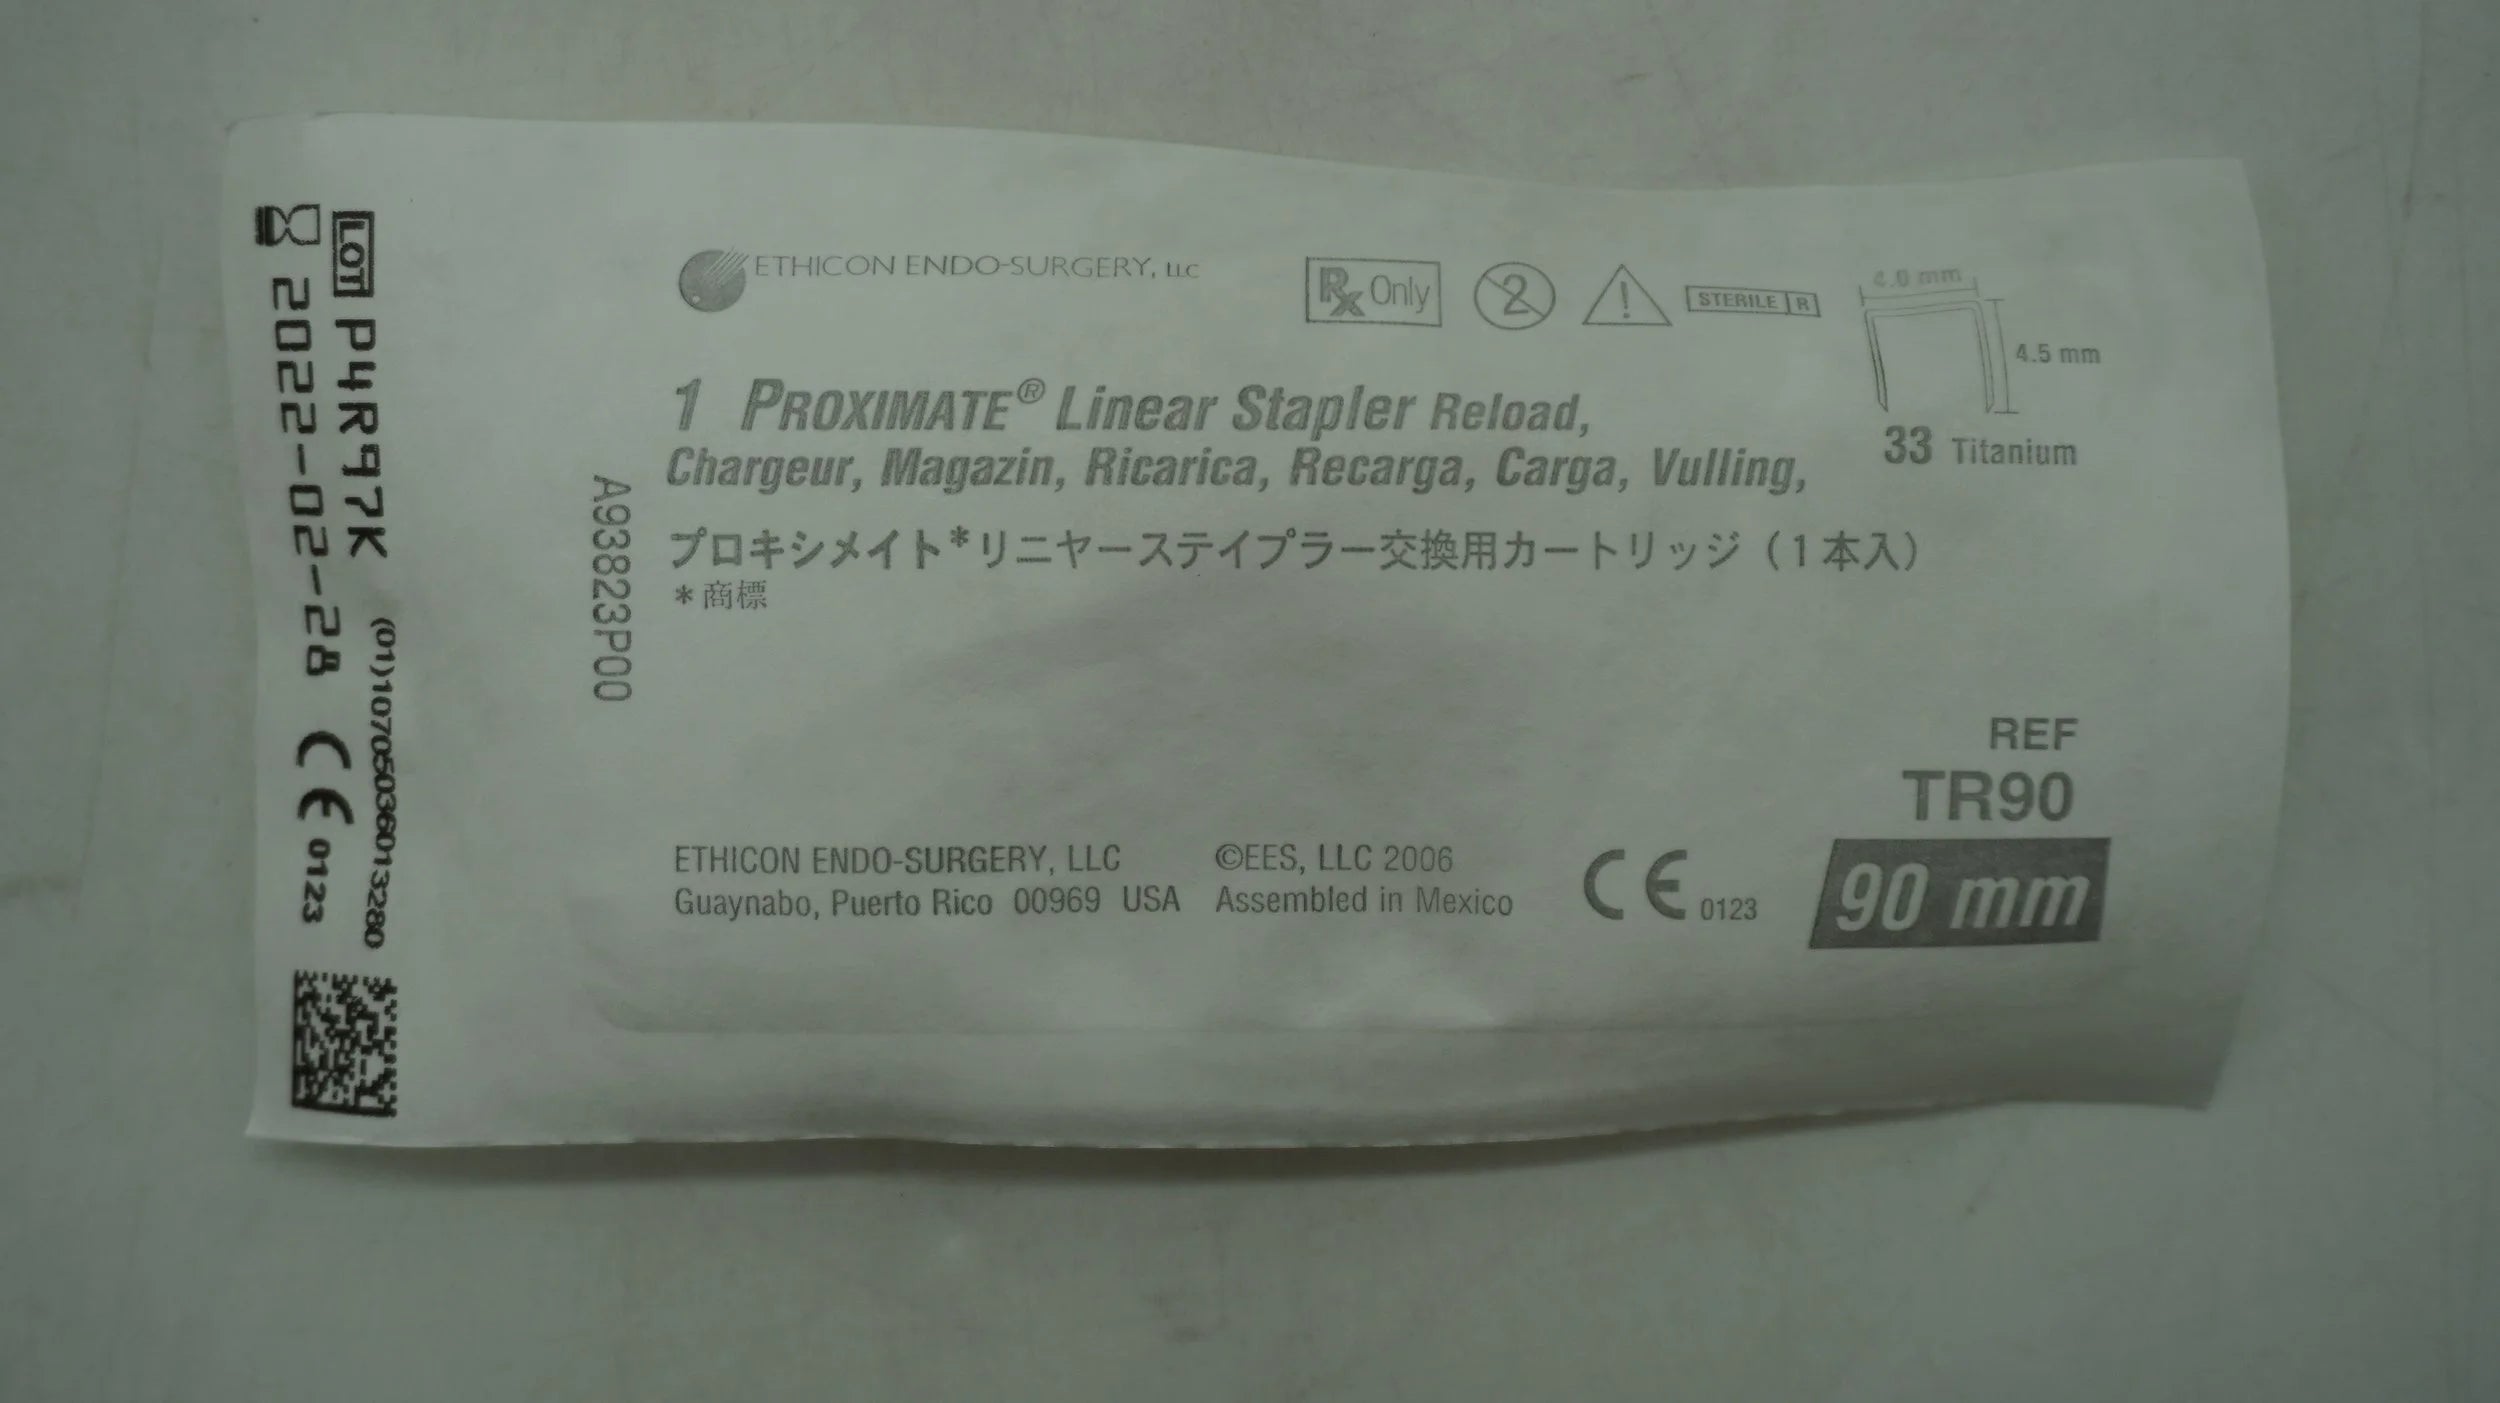 LOT P4R97K
2022-02-28
(01)10705036013280
CE 0123
A93823P00
ETHICON ENDO-SURGERY, LLC
Rx Only
2
!
STERILE R
4.0 mm
4.5 mm
33 Titanium
1 PROXIMATE® Linear Stapler Reload,
Chargeur, Magazin, Ricarica, Recarga, Carga, Vulling,
プロキシメイト*リニヤーステイプラー交換用カートリッジ（1本入）
*商標
REF
TR90
90 mm
ETHICON ENDO-SURGERY, LLC
Guaynabo, Puerto Rico 00969 USA
©EES, LLC 2006
Assembled in Mexico
CE 0123